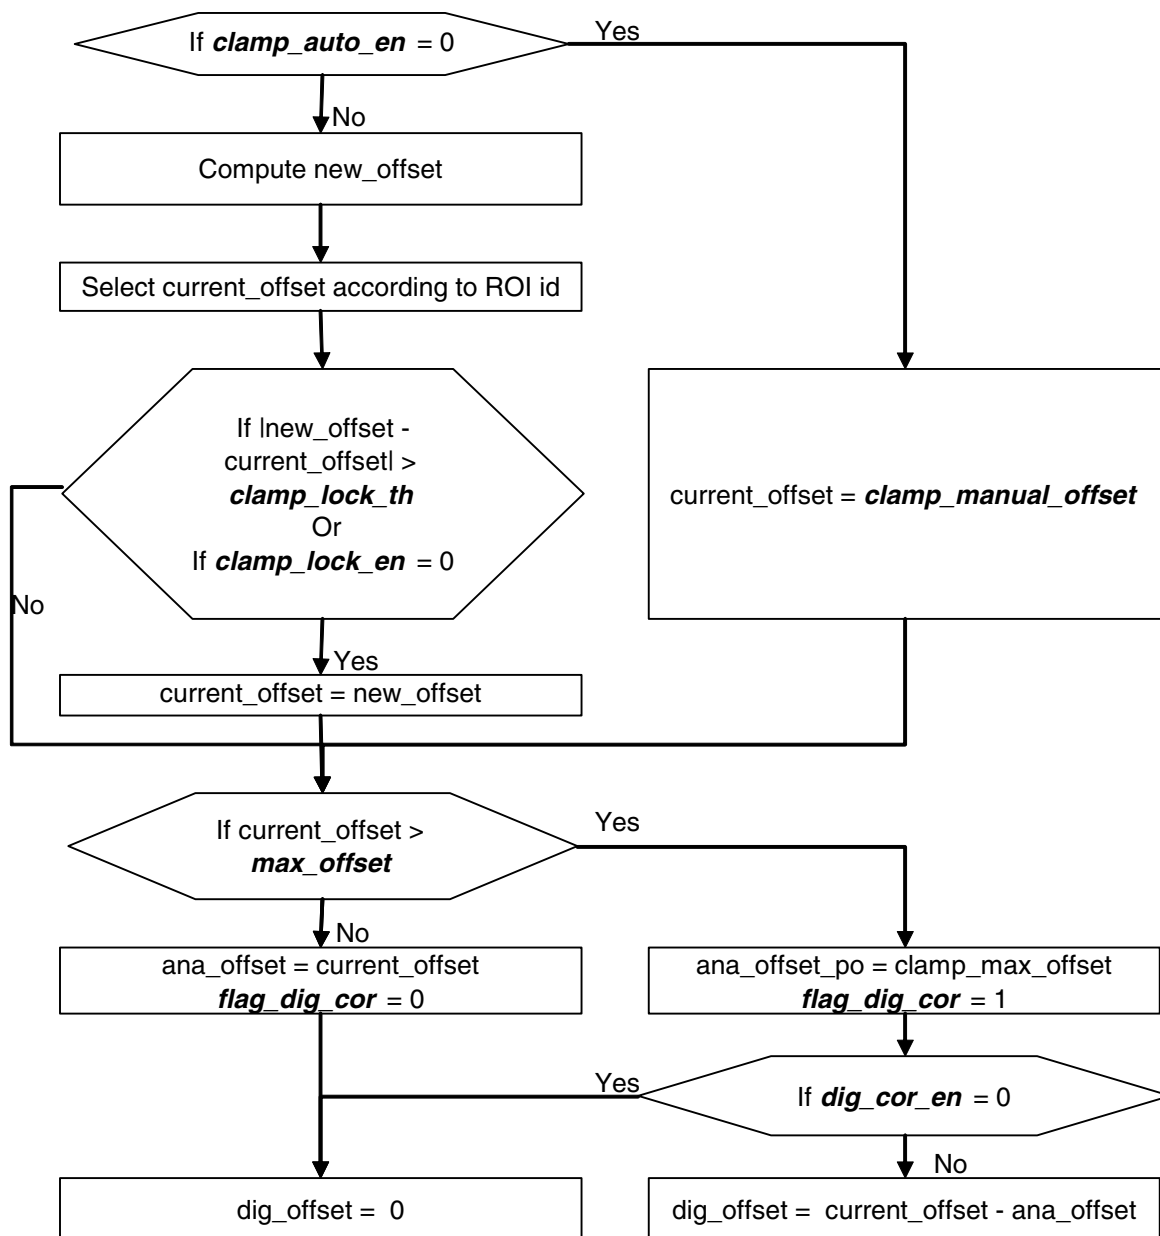 If clamp_auto_en = 0
Yes
No
Compute new_offset
Select current_offset according to ROI id
If |new_offset -
current_offset| >
clamp_lock_th
Or
If clamp_lock_en = 0
current_offset = clamp_manual_offset
No
Yes
current_offset = new_offset
If current_offset >
max_offset
Yes
No
ana_offset = current_offset
flag_dig_cor = 0
ana_offset_po = clamp_max_offset
flag_dig_cor = 1
Yes
If dig_cor_en = 0
No
dig_offset = 0
dig_offset = current_offset - ana_offset